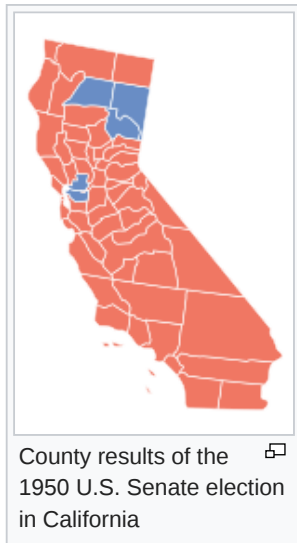 County results of the
1950 U.S. Senate election
in California